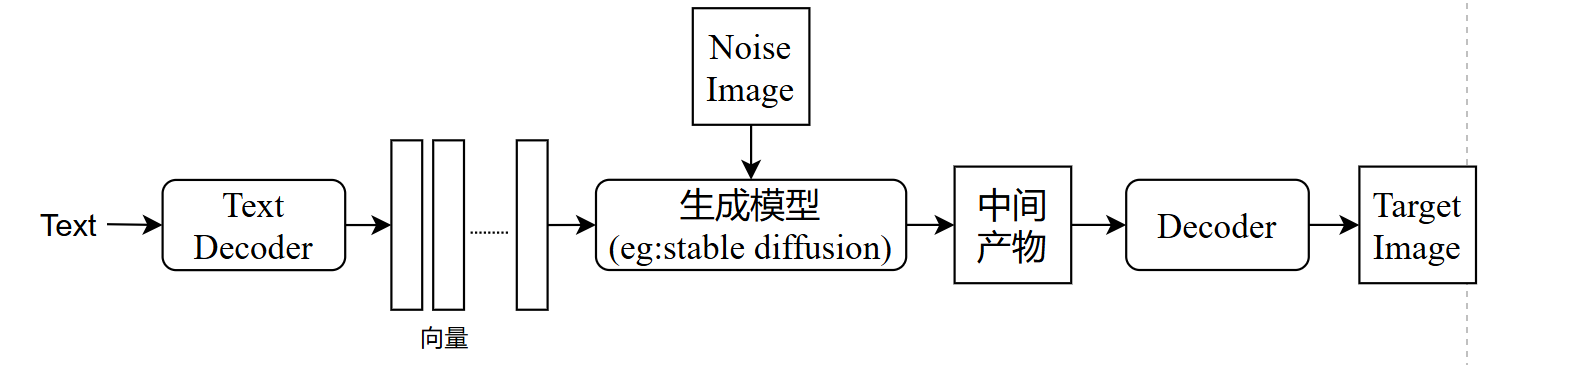 Noise
Image
Text
Text
Decoder
向量
生成模型
(eg:stable diffusion)
中间
产物
Decoder
Target
Image